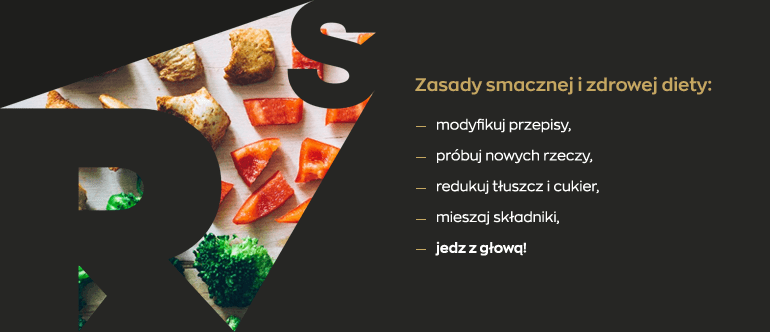 S
R
Zasady smacznej i zdrowej diety:
— modyfikuj przepisy,
— próbuj nowych rzeczy,
— redukuj tłuszcz i cukier,
— mieszaj składniki,
— jedz z głową!